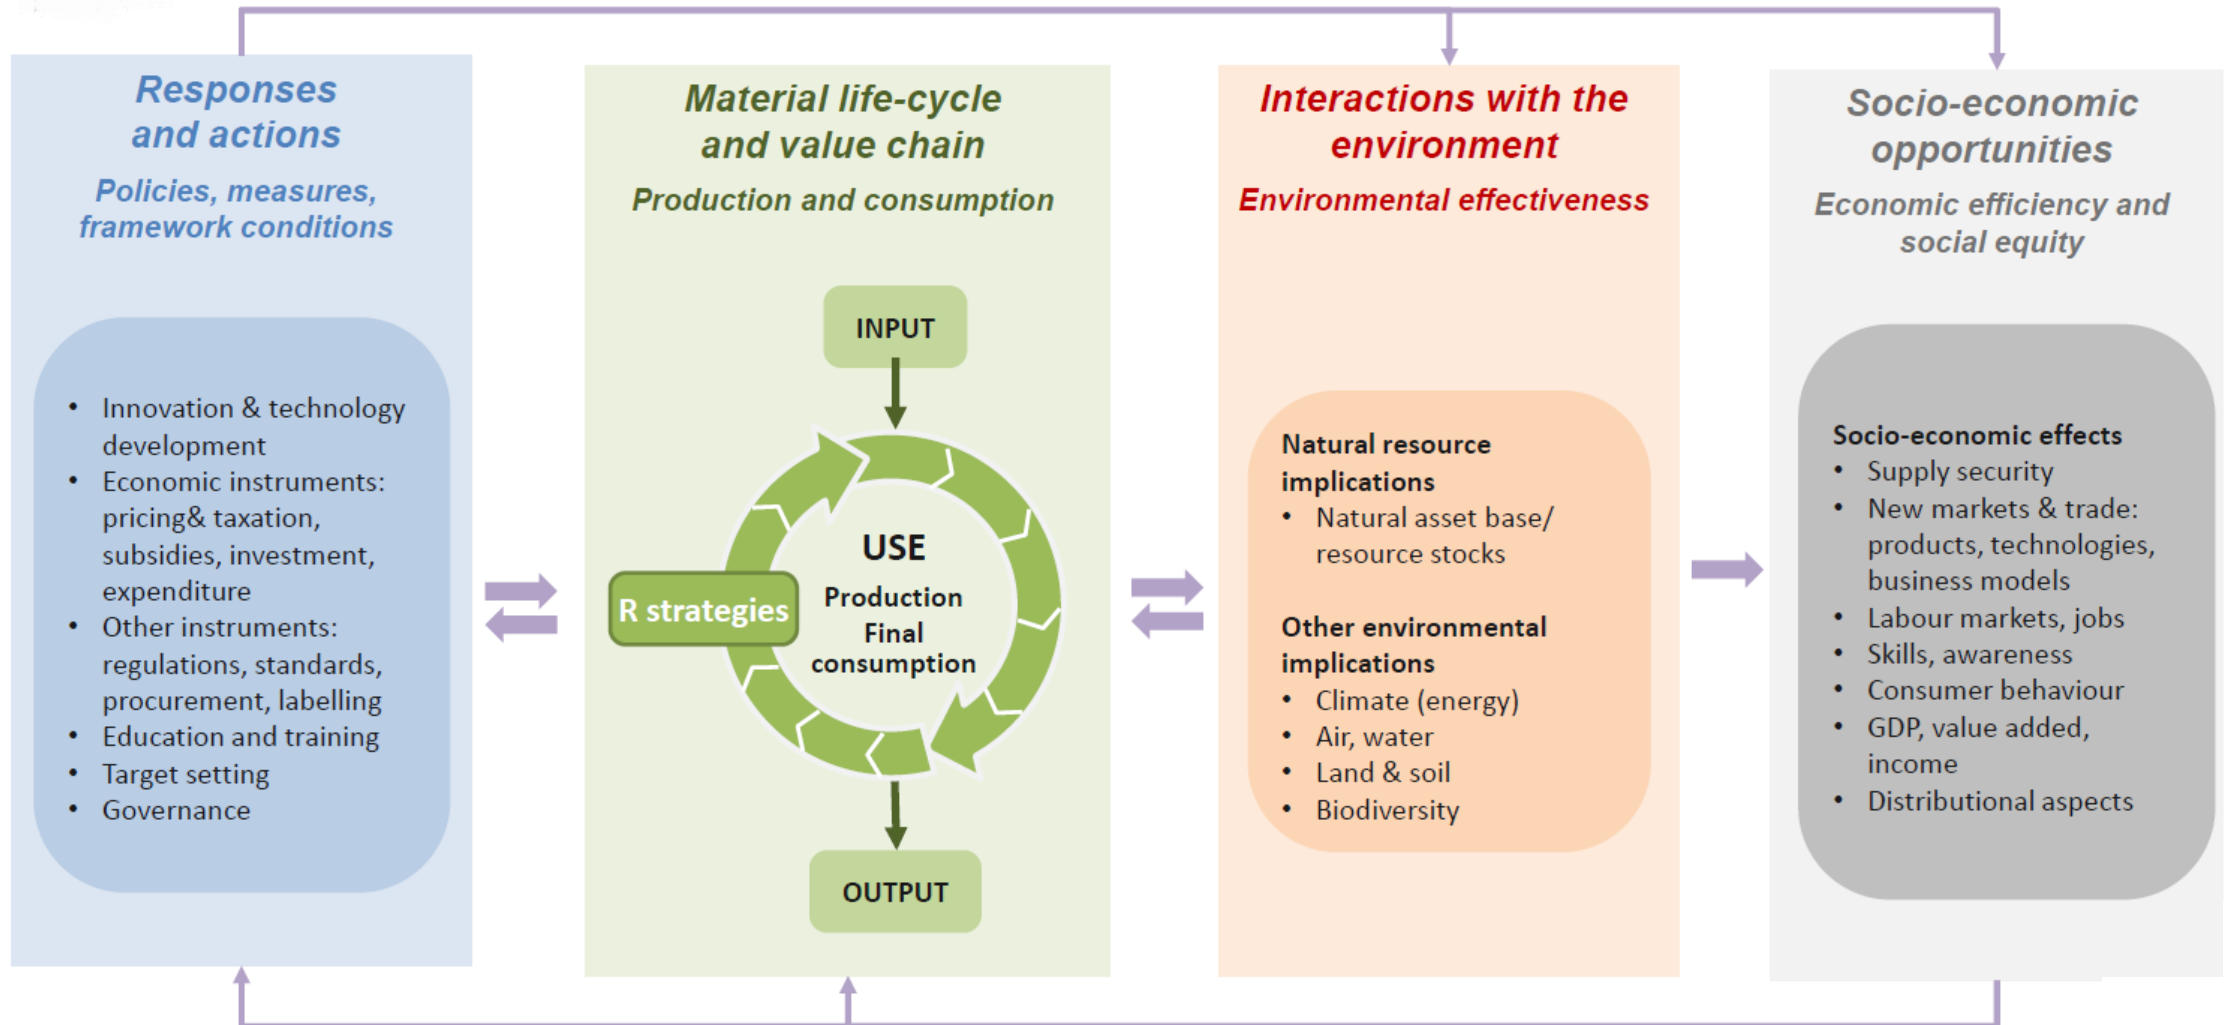 Responses
and actions
Policies, measures,
framework conditions
• Innovation & technology
development
• Economic instruments:
pricing& taxation,
subsidies, investment,
expenditure
• Other instruments:
regulations, standards,
procurement, labelling
• Education and training
• Target setting
• Governance
Material life-cycle
and value chain
Production and consumption
INPUT
USE
Production
Final
consumption
R strategies
OUTPUT
Interactions with the
environment
Environmental effectiveness
Natural resource
implications
• Natural asset base/
resource stocks
Other environmental
implications
• Climate (energy)
• Air, water
• Land & soil
• Biodiversity
Socio-economic
opportunities
Economic efficiency and
social equity
Socio-economic effects
• Supply security
• New markets & trade:
products, technologies,
business models
• Labour markets, jobs
• Skills, awareness
• Consumer behaviour
• GDP, value added,
income
• Distributional aspects